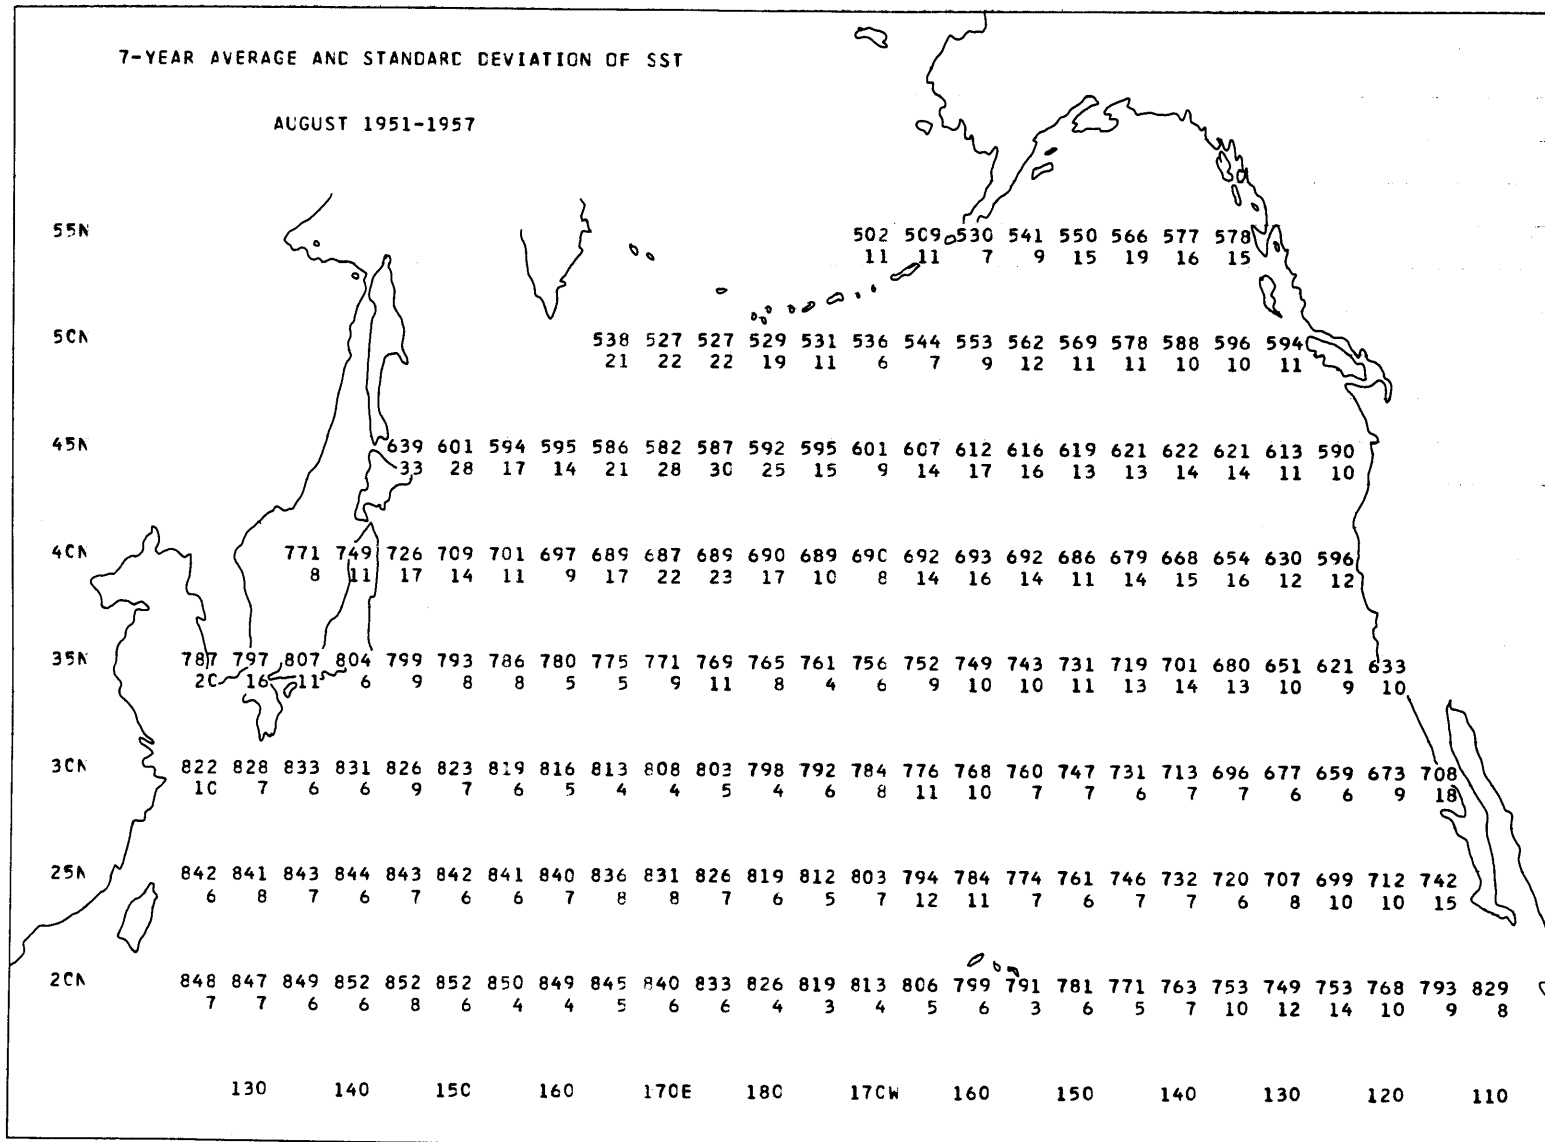 7-YEAR AVERAGE ANC STANDARC CEVIATION OF SST
AUGUST 1951-1957
55N 502 509 530 541 550 566 577 578
11 11 7 9 15 19 16 15
5CN 538 527 527 529 531 536 544 553 562 569 578 588 596 594
21 22 22 19 11 6 7 9 12 11 11 10 10 11
45N 639 601 594 595 586 582 587 592 595 601 607 612 616 619 621 622 621 613 590
33 28 17 14 21 28 30 25 15 9 14 17 16 13 13 14 14 11 10
4CN 771 749 726 709 701 697 689 687 689 690 689 69C 692 693 692 686 679 668 654 630 596
8 11 17 14 11 9 17 22 23 17 1C 8 14 16 14 11 14 15 16 12 12
35N 787 797 807 804 799 793 786 780 775 771 769 765 761 756 752 749 743 731 719 701 680 651 621 633
2C 16 11 6 9 8 8 5 5 9 11 8 4 6 9 10 10 11 13 14 13 10 9 10
3CN 822 828 833 831 826 823 819 816 813 808 803 798 792 784 776 768 760 747 731 713 696 677 659 673 708
1C 7 6 6 9 7 6 5 4 4 5 4 6 8 11 10 7 7 6 7 7 6 6 9 18
25N 842 841 843 844 843 842 841 840 836 831 826 819 812 803 794 784 774 761 746 732 720 707 699 712 742
6 8 7 6 7 6 6 7 8 8 7 6 5 7 12 11 7 6 7 7 6 8 10 10 15
2CN 848 847 849 852 852 852 850 849 845 840 833 826 819 813 806 799 791 781 771 763 753 749 753 768 793 829
7 7 6 6 8 6 4 4 5 6 6 4 3 4 5 6 3 6 5 7 10 12 14 10 9 8
130 140 15C 160 170E 18C 17CW 160 150 140 130 120 110